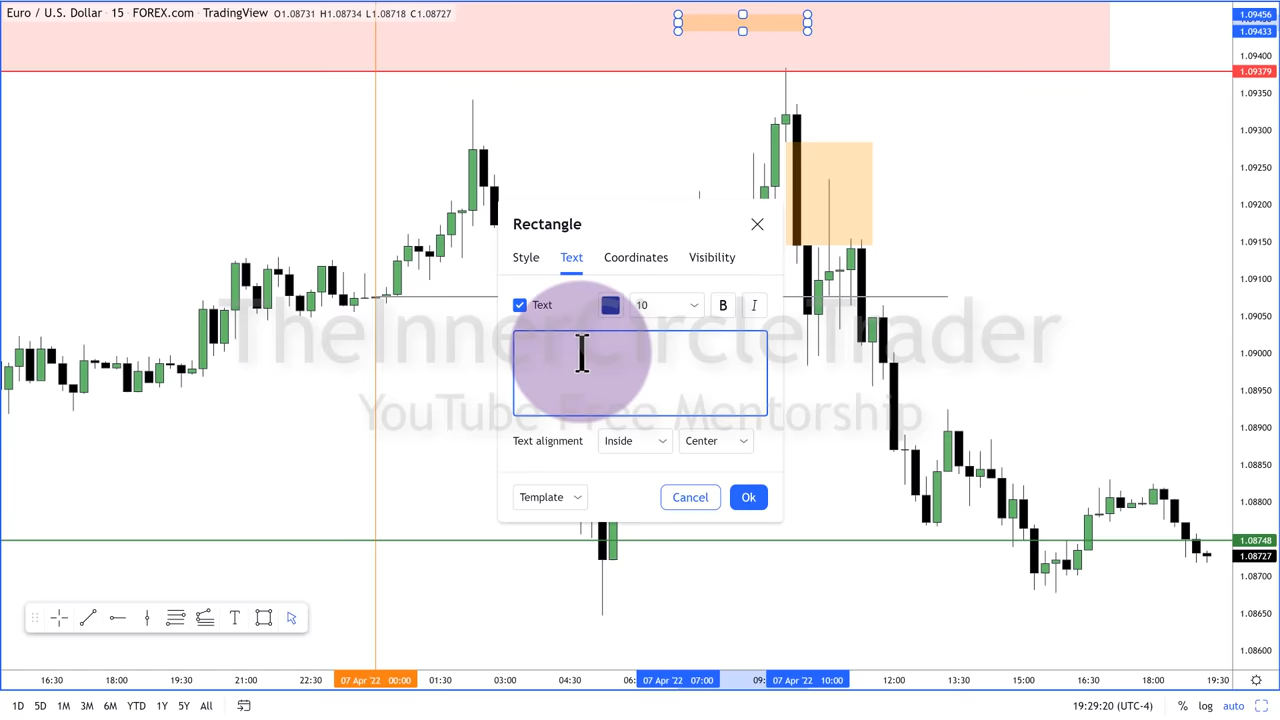 Euro / U.S. Dollar · 15 · FOREX.com · TradingView O1.08731 H1.08734 L1.08718 C1.08727
1.09456
1.09433
1.09400
1.09379
1.09350
1.09300
1.09250
1.09200
1.09150
1.09100
1.09050
1.09000
1.08950
1.08900
1.08850
1.08800
1.08748
1.08727
1.08700
1.08650
1.08600
Rectangle
Style Text Coordinates Visibility
Text 10 B I
TheInnerCircleTrader
YouTube Free Mentorship
Text alignment Inside Center
Template Cancel Ok
T
16:30 18:00 19:30 21:00 22:30 07 Apr '22 00:00 01:30 03:00 04:30 06: 07 Apr '22 07:00 09: 07 Apr '22 10:00 12:00 13:30 15:00 16:30 18:00 19:30
1D 5D 1M 3M 6M YTD 1Y 5Y All 19:29:20 (UTC-4) % log auto